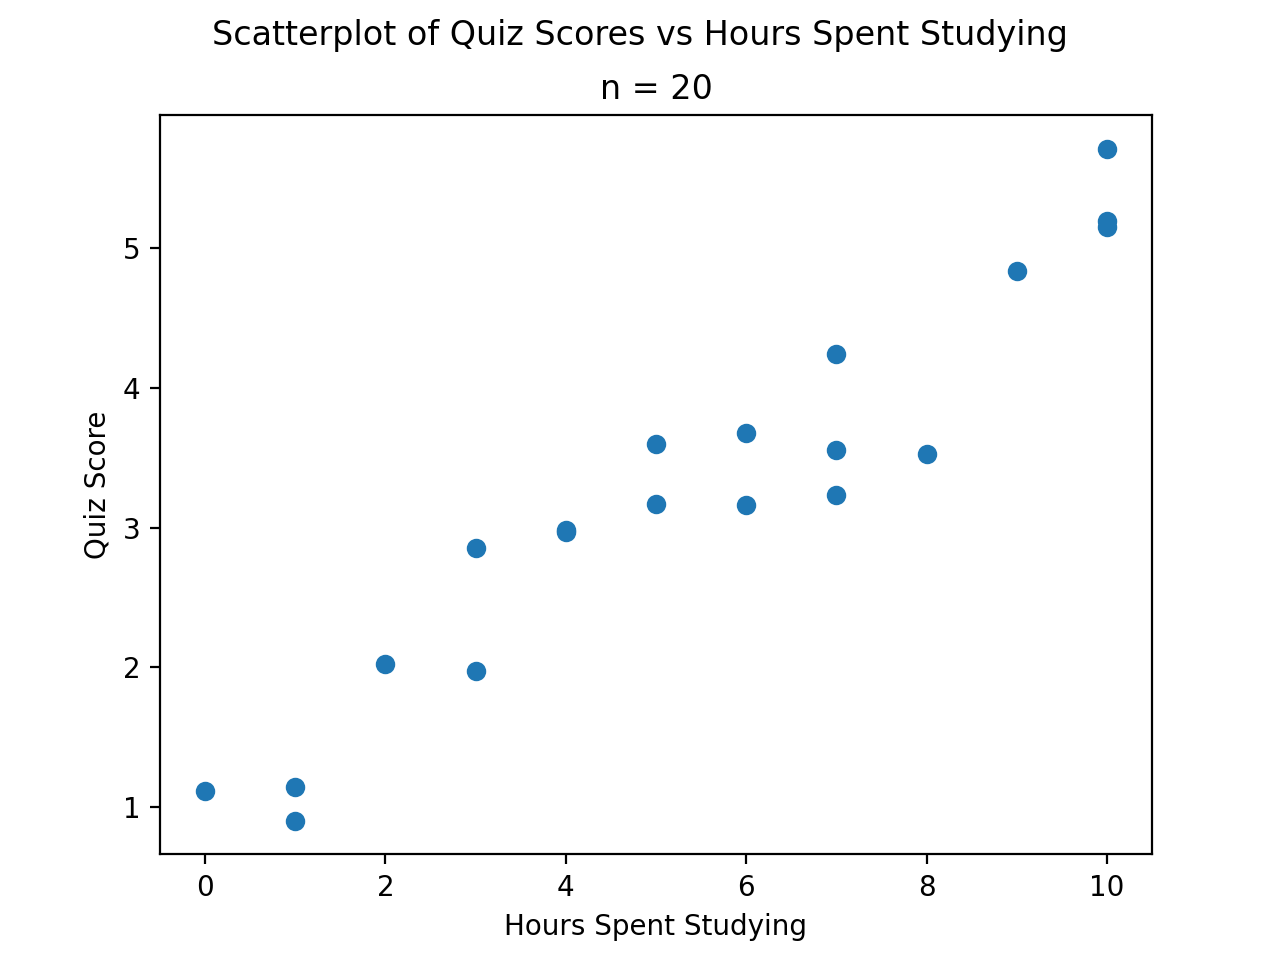 Scatterplot of Quiz Scores vs Hours Spent Studying
n = 20
5
4
3
2
1
Quiz Score
0 2 4 6 8 10
Hours Spent Studying